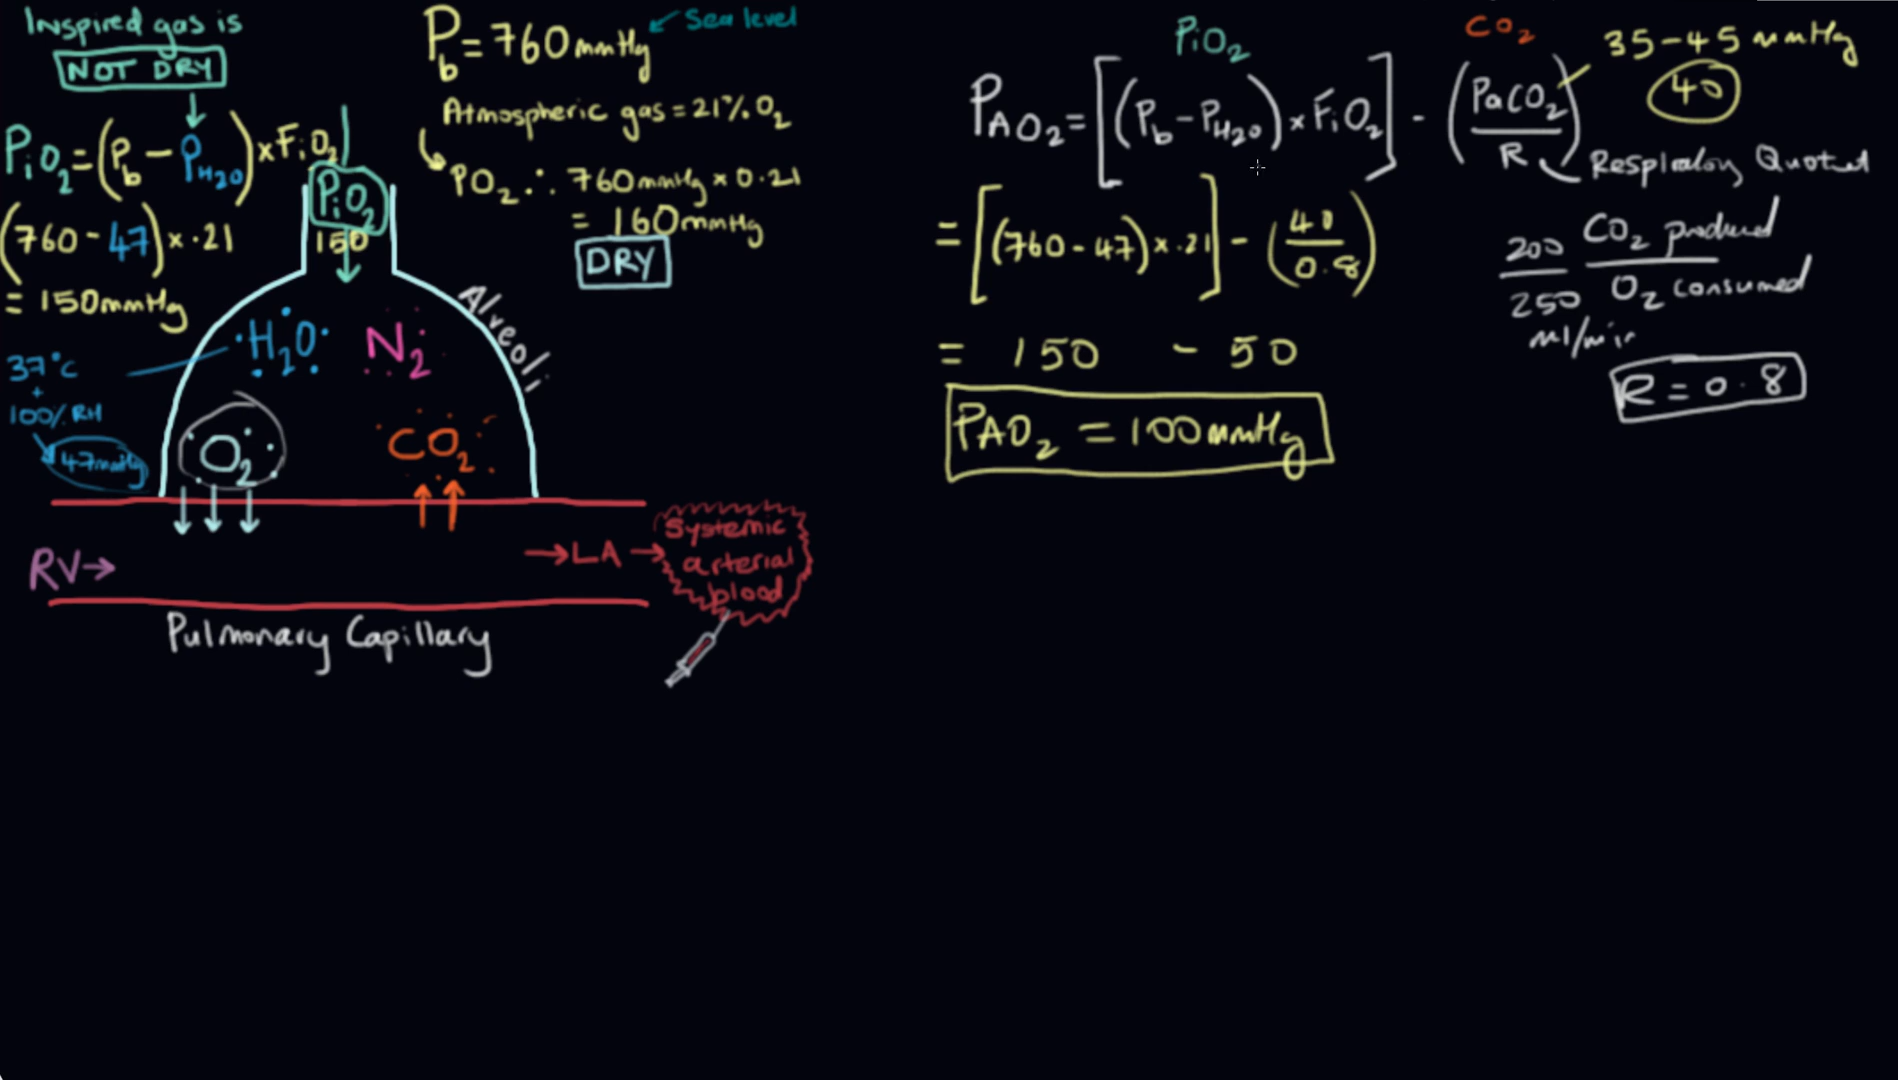 Inspired gas is
NOT DRY
PiO2 = (Pb - PH2O) x FiO2
(760 - 47) x .21
= 150mmHg
37°C
+
100% RH
47mmHg
Pb = 760mmHg
Sea level
Atmospheric gas = 21% O2
PO2 ∴ 760mmHg x 0.21
= 160mmHg
DRY
PiO2
150
Alveoli
H2O
N2
O2
CO2
RV→
→LA→
Systemic
arterial
blood
Pulmonary Capillary
PiO2
CO2
PAO2 = [(Pb - PH2O) x FiO2] - (PaCO2/R)
35-45 mmHg
40
= [(760 - 47) x .21] - (40/0.8)
= 150 - 50
PAO2 = 100mmHg
Respiratory Quotient
200 CO2 produced
250 O2 consumed
ml/min
R = 0.8